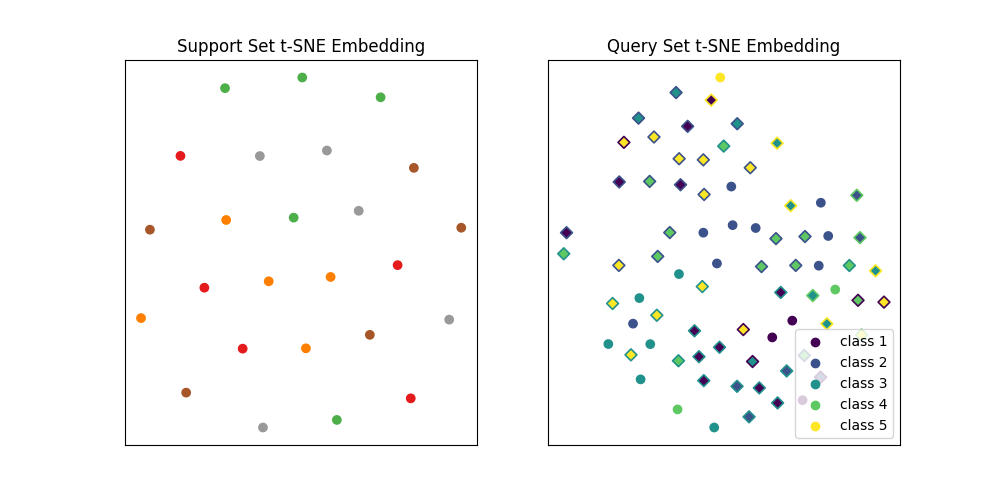 Support Set t-SNE Embedding
Query Set t-SNE Embedding
class 1
class 2
class 3
class 4
class 5